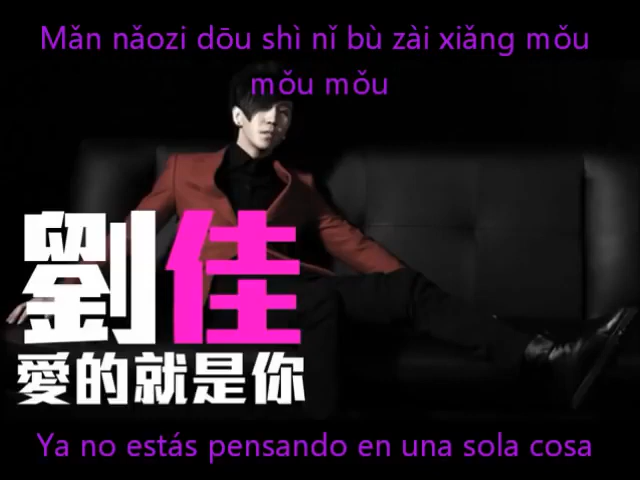 Mǎn nǎozi dōu shì nǐ bù zài xiǎng mǒu
mǒu mǒu
劉佳
愛的就是你
Ya no estás pensando en una sola cosa